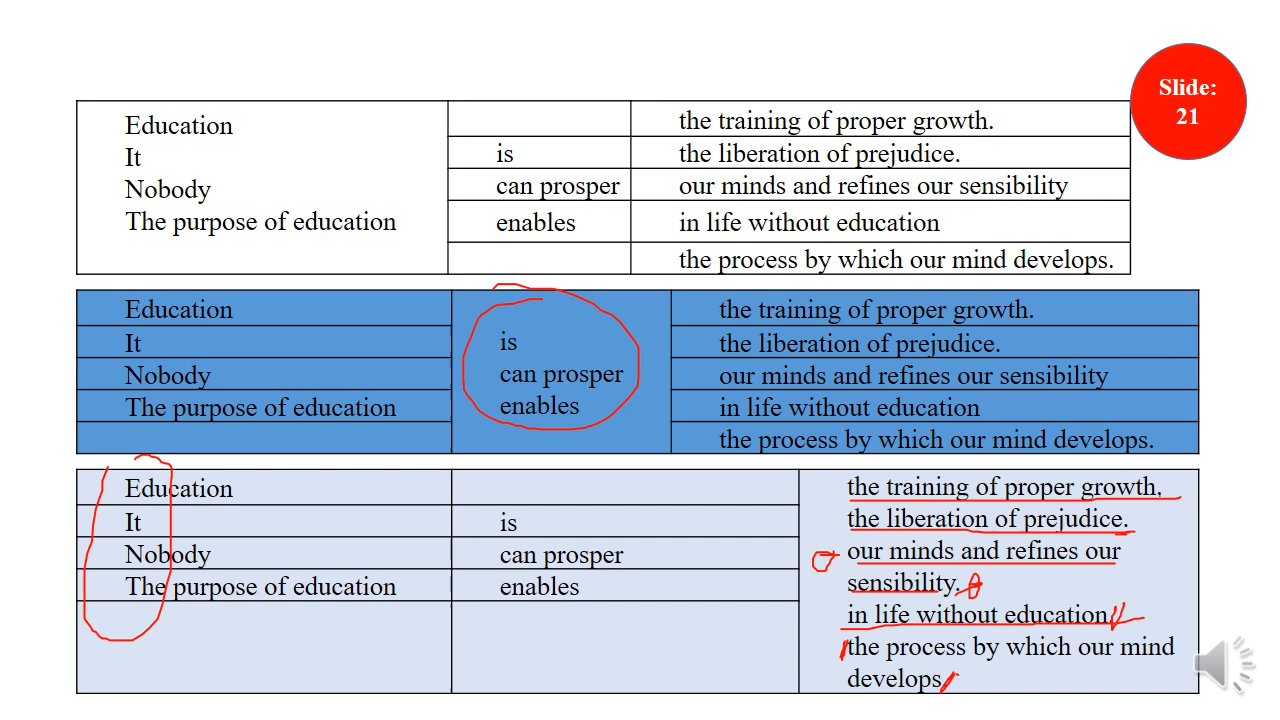 Slide:
21
Education the training of proper growth.
It is the liberation of prejudice.
Nobody can prosper our minds and refines our sensibility
The purpose of education enables in life without education
the process by which our mind develops.
Education the training of proper growth.
It is the liberation of prejudice.
Nobody can prosper our minds and refines our sensibility
The purpose of education enables in life without education
the process by which our mind develops.
Education the training of proper growth,
It is the liberation of prejudice.
Nobody can prosper our minds and refines our
The purpose of education enables sensibility.
in life without education
the process by which our mind
develops